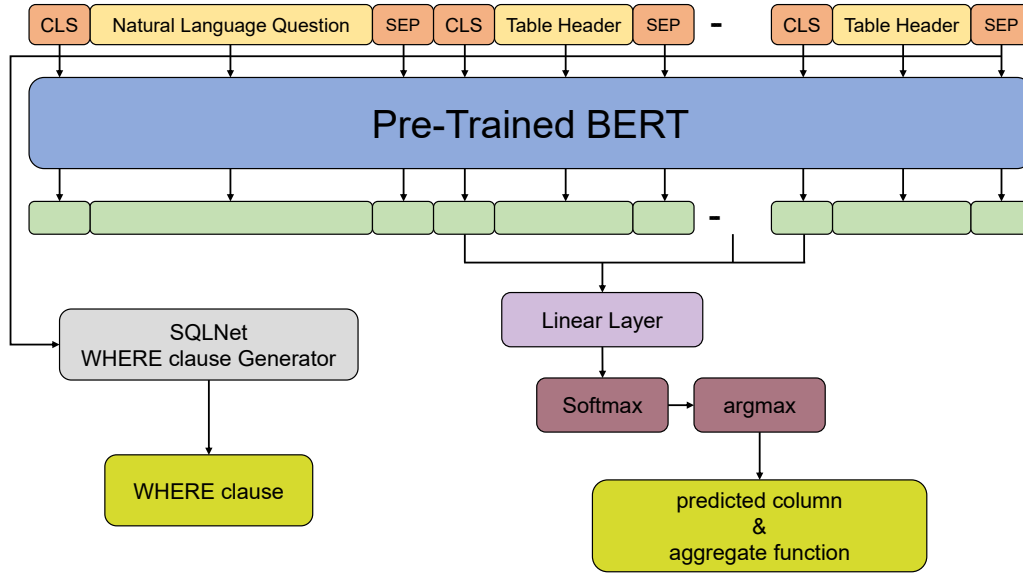 CLS Natural Language Question SEP CLS Table Header SEP - CLS Table Header SEP
Pre-Trained BERT
-
Linear Layer
SQLNet
WHERE clause Generator
Softmax argmax
WHERE clause
predicted column
&
aggregate function